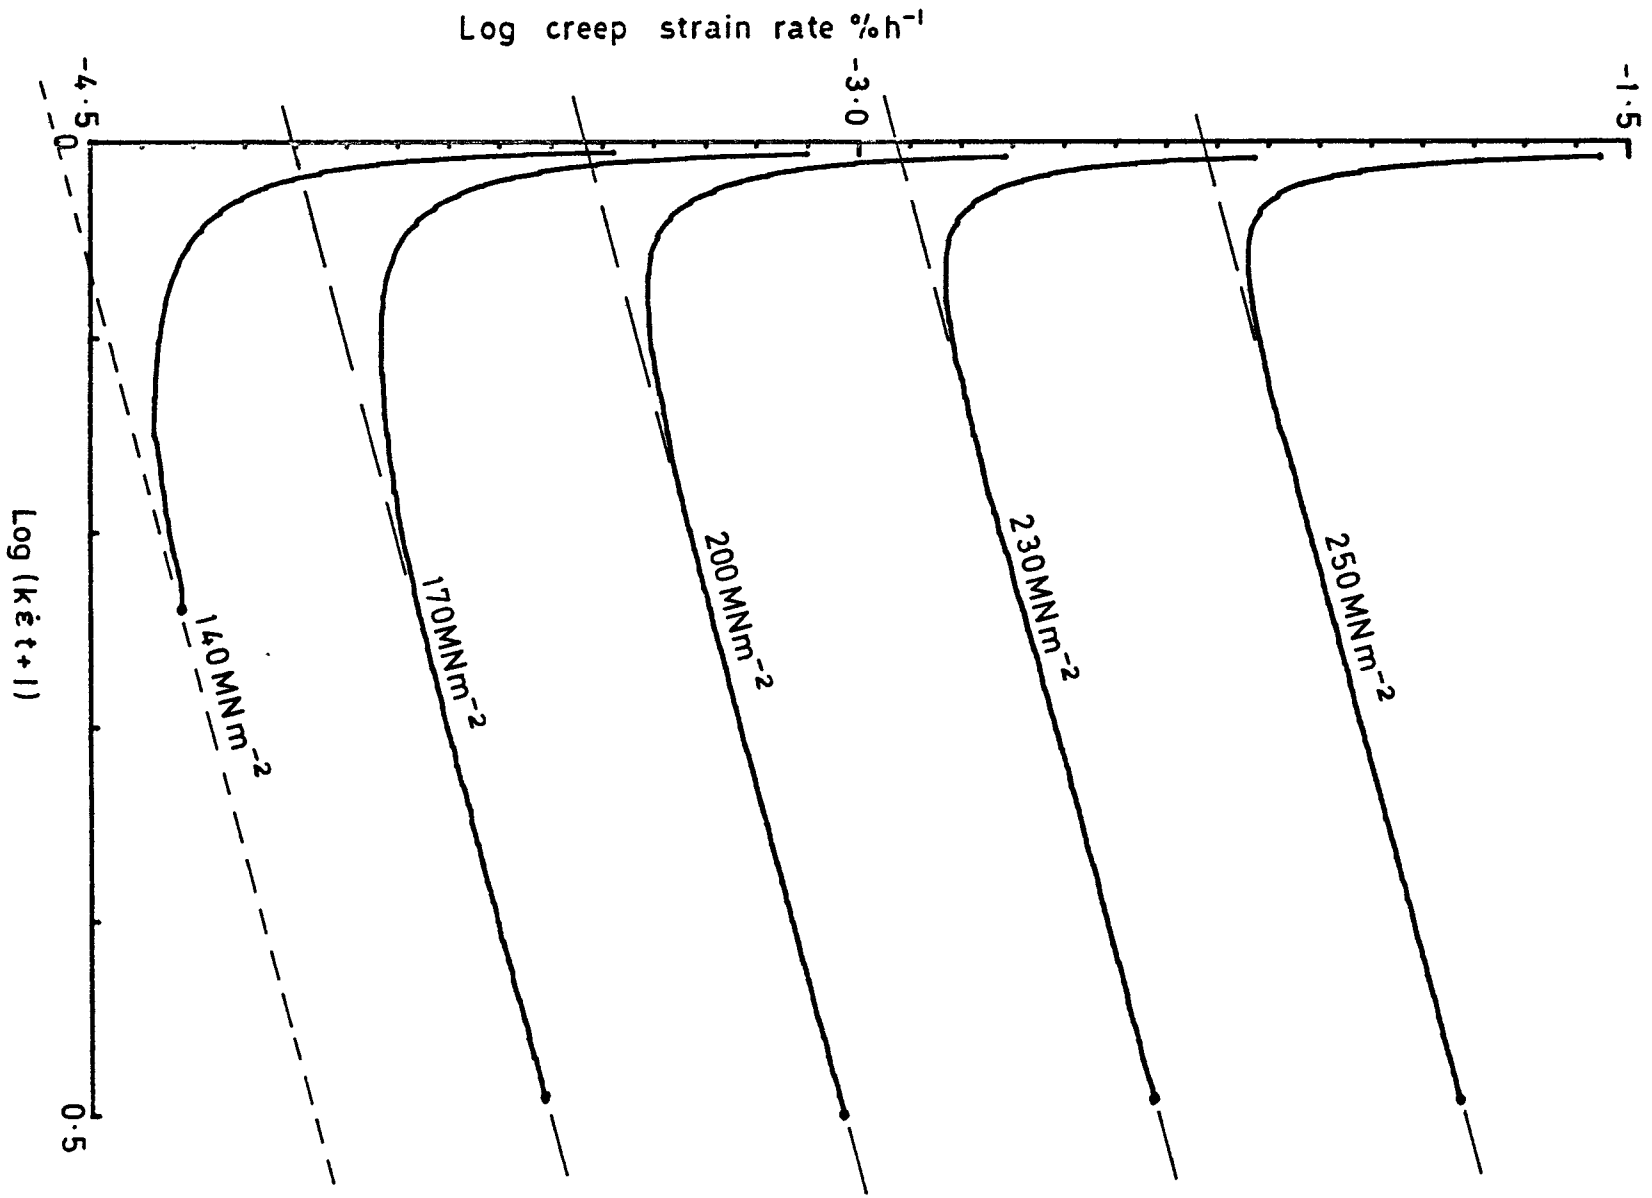 Log creep strain rate %h⁻¹
-1·5
-3·0
-4·5
0
0·5
Log (kε̇t+1)
250MNm⁻²
230MNm⁻²
200MNm⁻²
170MNm⁻²
140MNm⁻²